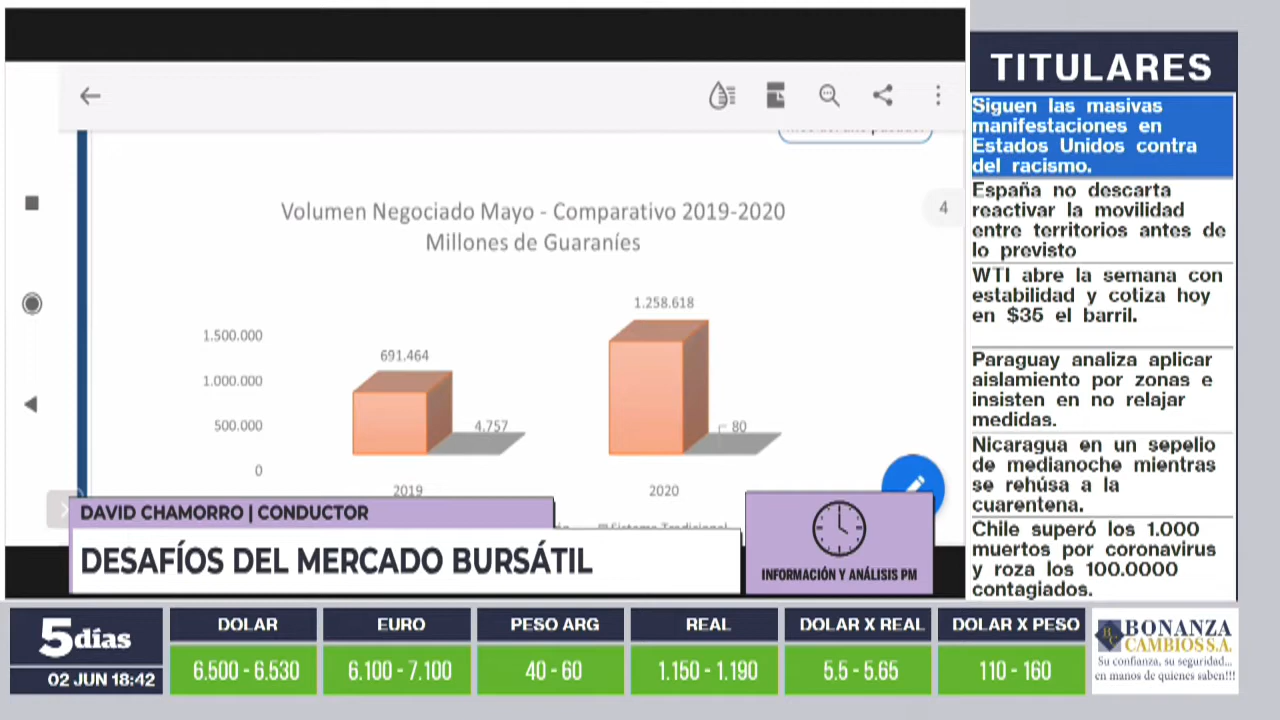 4
Volumen Negociado Mayo - Comparativo 2019-2020
Millones de Guaraníes
1.500.000
1.000.000
500.000
0
691.464
4.757
1.258.618
80
2019
2020
Sistema Tradicional
DAVID CHAMORRO | CONDUCTOR
DESAFÍOS DEL MERCADO BURSÁTIL
INFORMACIÓN Y ANÁLISIS PM
TITULARES
Siguen las masivas
manifestaciones en
Estados Unidos contra
del racismo.
España no descarta
reactivar la movilidad
entre territorios antes de
lo previsto
WTI abre la semana con
estabilidad y cotiza hoy
en $35 el barril.
Paraguay analiza aplicar
aislamiento por zonas e
insisten en no relajar
medidas.
Nicaragua en un sepelio
de medianoche mientras
se rehúsa a la
cuarentena.
Chile superó los 1.000
muertos por coronavirus
y roza los 100.0000
contagiados.
5días
02 JUN 18:42
DOLAR
6.500 - 6.530
EURO
6.100 - 7.100
PESO ARG
40 - 60
REAL
1.150 - 1.190
DOLAR X REAL
5.5 - 5.65
DOLAR X PESO
110 - 160
BONANZA
CAMBIOS S.A.
Su confianza, su seguridad...
en manos de quienes saben!!!